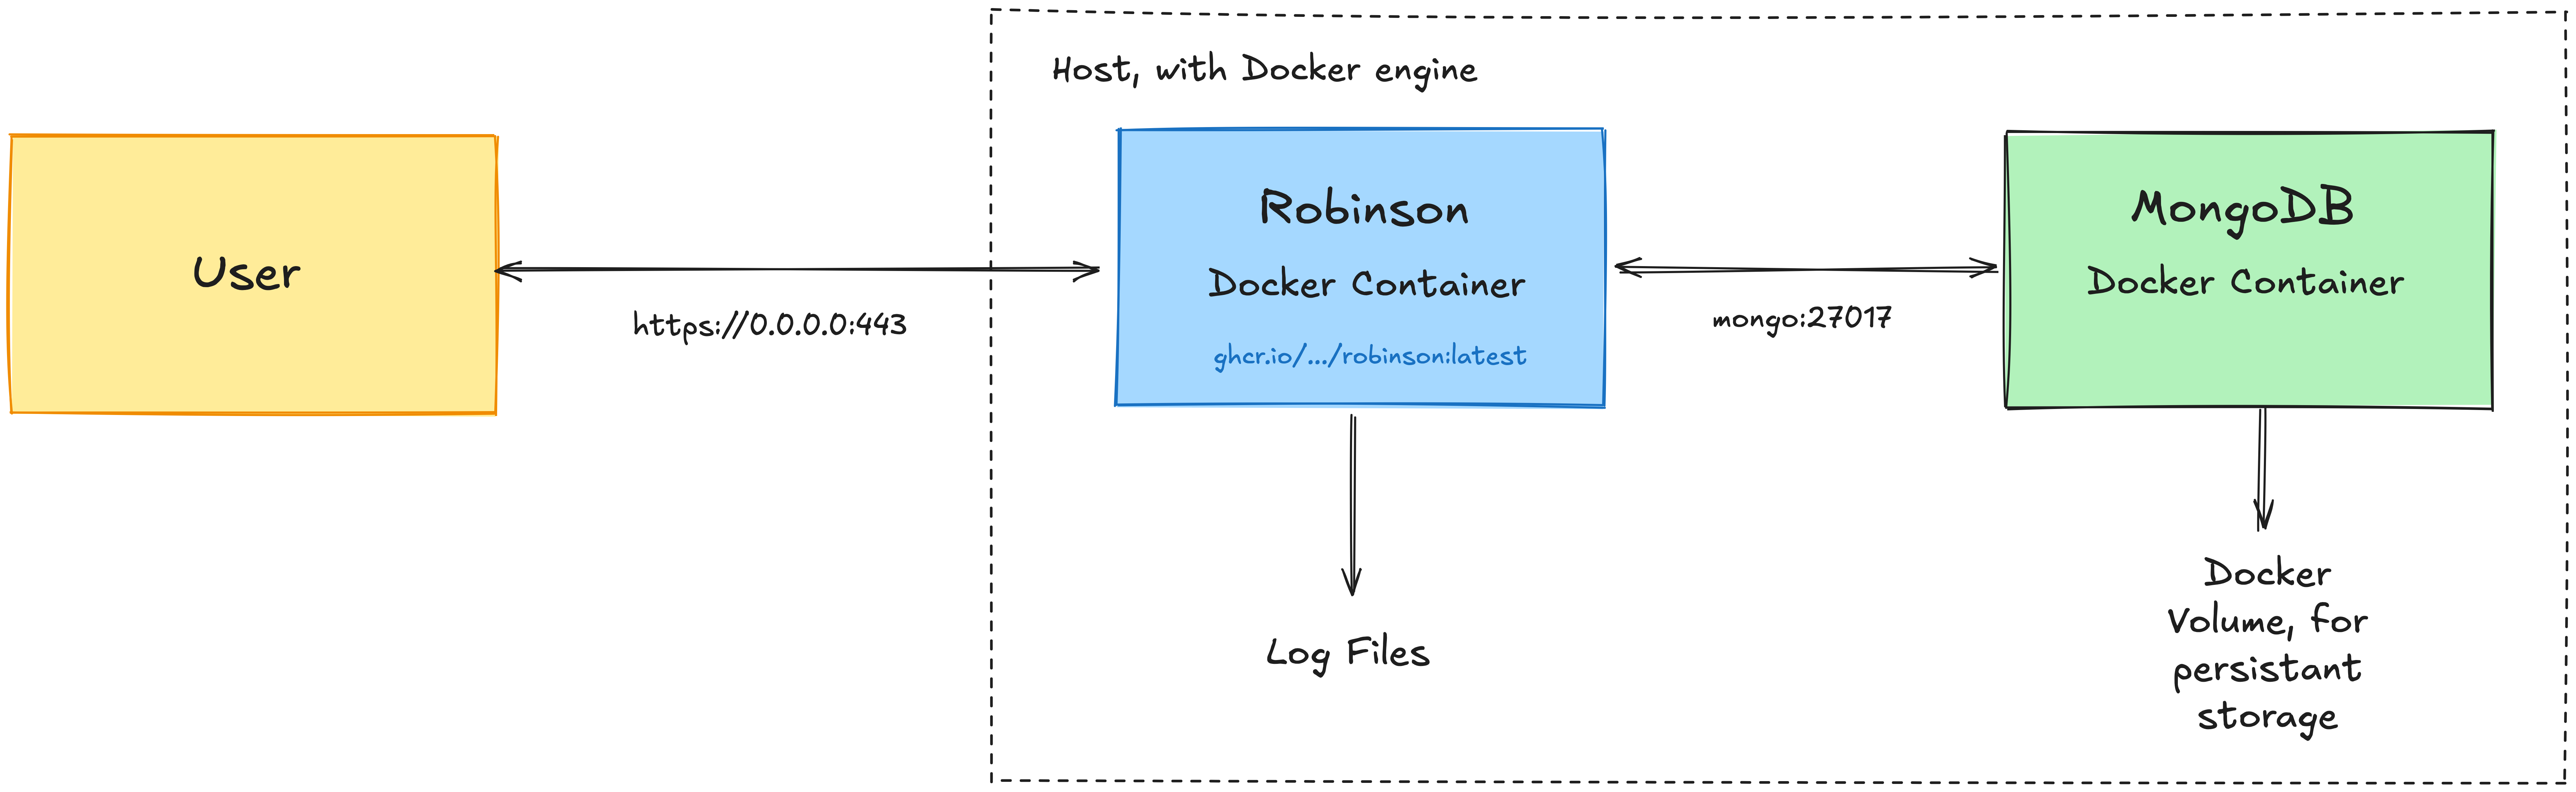 Host, with Docker engine
User
https://0.0.0.0:443
Robinson
Docker Container
ghcr.io/.../robinson:latest
mongo:27017
MongoDB
Docker Container
Log Files
Docker
Volume, for
persistant
storage